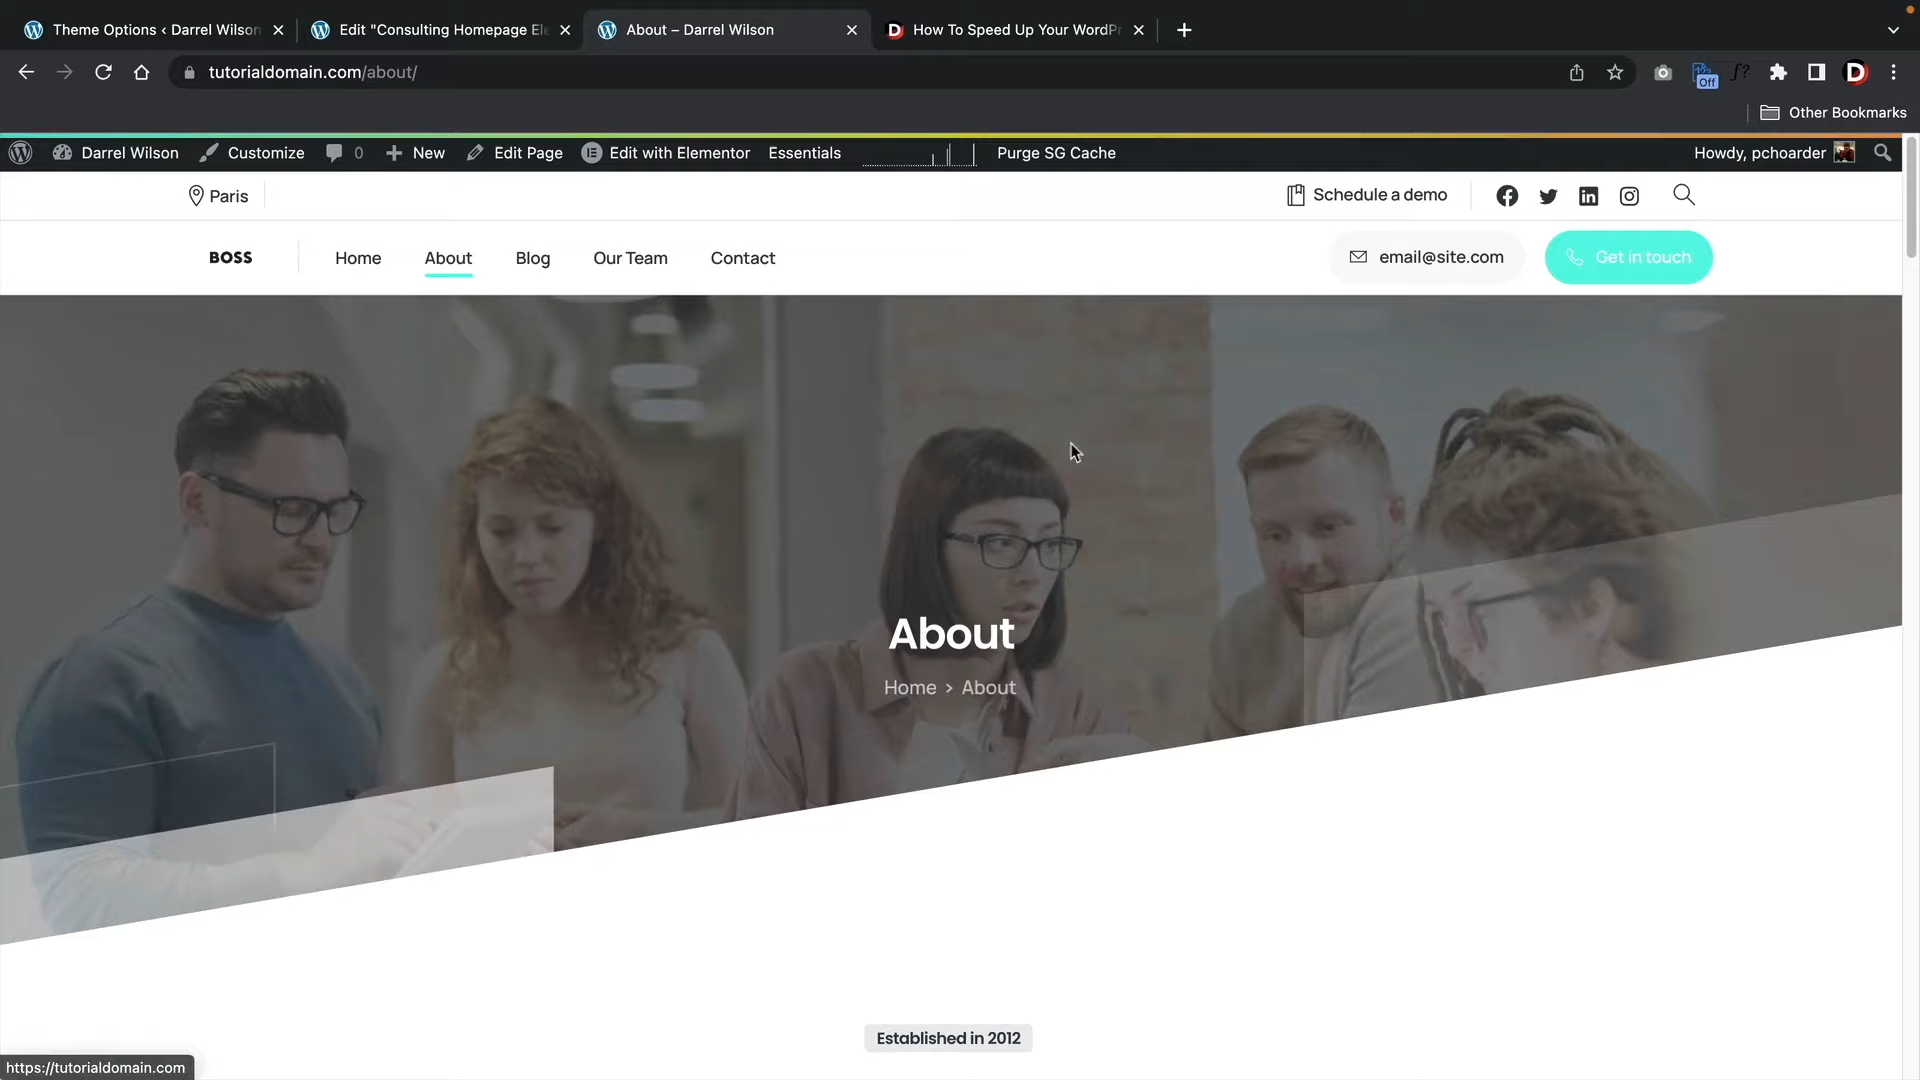 Theme Options ‹ Darrel Wilson
Edit "Consulting Homepage Ele
About – Darrel Wilson
How To Speed Up Your WordPr
tutorialdomain.com/about/
Off
f?
Other Bookmarks
Darrel Wilson
Customize
0
New
Edit Page
Edit with Elementor
Essentials
Purge SG Cache
Howdy, pchoarder
Paris
Schedule a demo
BOSS
Home
About
Blog
Our Team
Contact
email@site.com
Get in touch
About
Home > About
Established in 2012
https://tutorialdomain.com